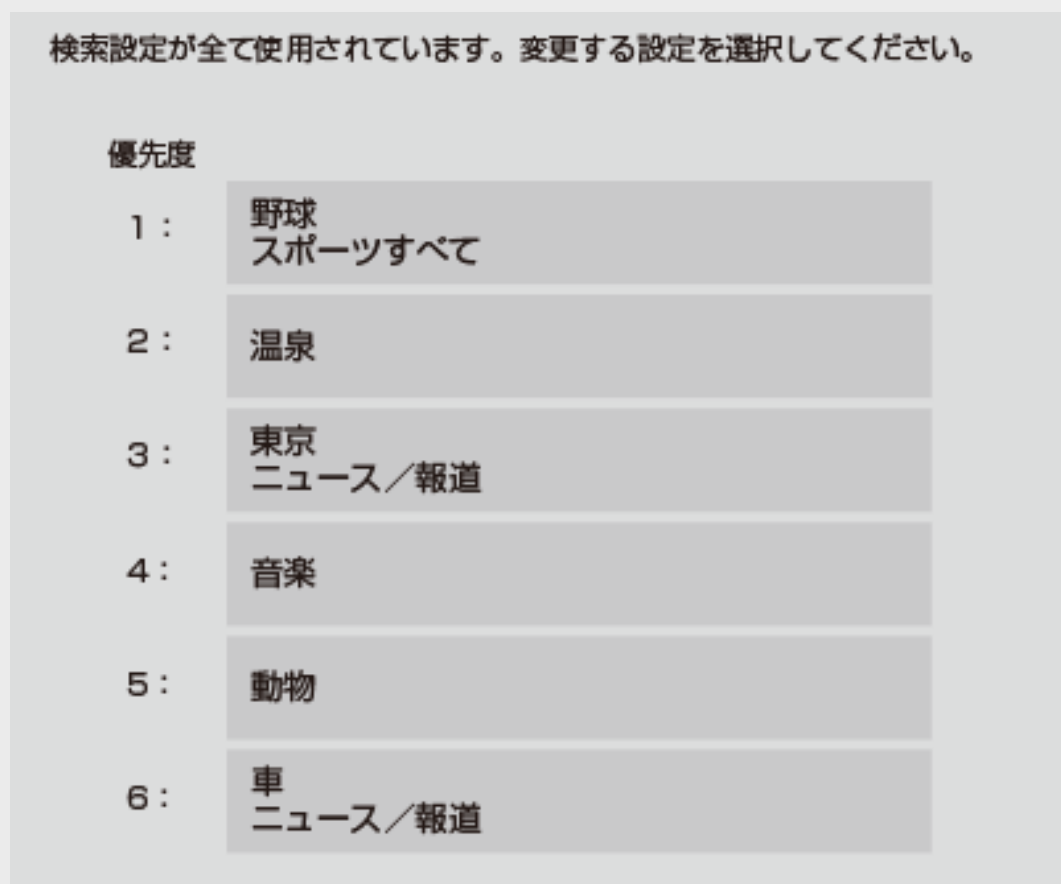 検索設定が全て使用されています。変更する設定を選択してください。
優先度
1：
野球
スポーツすべて
2：
温泉
3：
東京
ニュース／報道
4：
音楽
5：
動物
6：
車
ニュース／報道